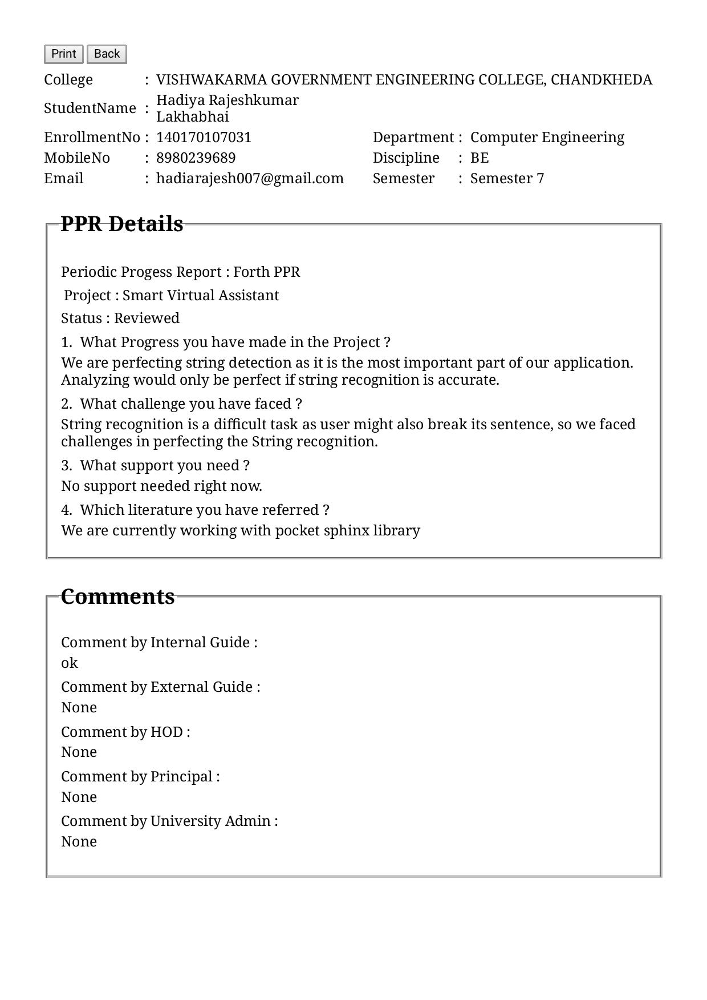 Print Back
College : VISHWAKARMA GOVERNMENT ENGINEERING COLLEGE, CHANDKHEDA
StudentName : Hadiya Rajeshkumar
Lakhabhai
EnrollmentNo : 140170107031 Department : Computer Engineering
MobileNo : 8980239689 Discipline : BE
Email : hadiarajesh007@gmail.com Semester : Semester 7
PPR Details
Periodic Progess Report : Forth PPR
Project : Smart Virtual Assistant
Status : Reviewed
1. What Progress you have made in the Project ?
We are perfecting string detection as it is the most important part of our application.
Analyzing would only be perfect if string recognition is accurate.
2. What challenge you have faced ?
String recognition is a difficult task as user might also break its sentence, so we faced
challenges in perfecting the String recognition.
3. What support you need ?
No support needed right now.
4. Which literature you have referred ?
We are currently working with pocket sphinx library
Comments
Comment by Internal Guide :
ok
Comment by External Guide :
None
Comment by HOD :
None
Comment by Principal :
None
Comment by University Admin :
None